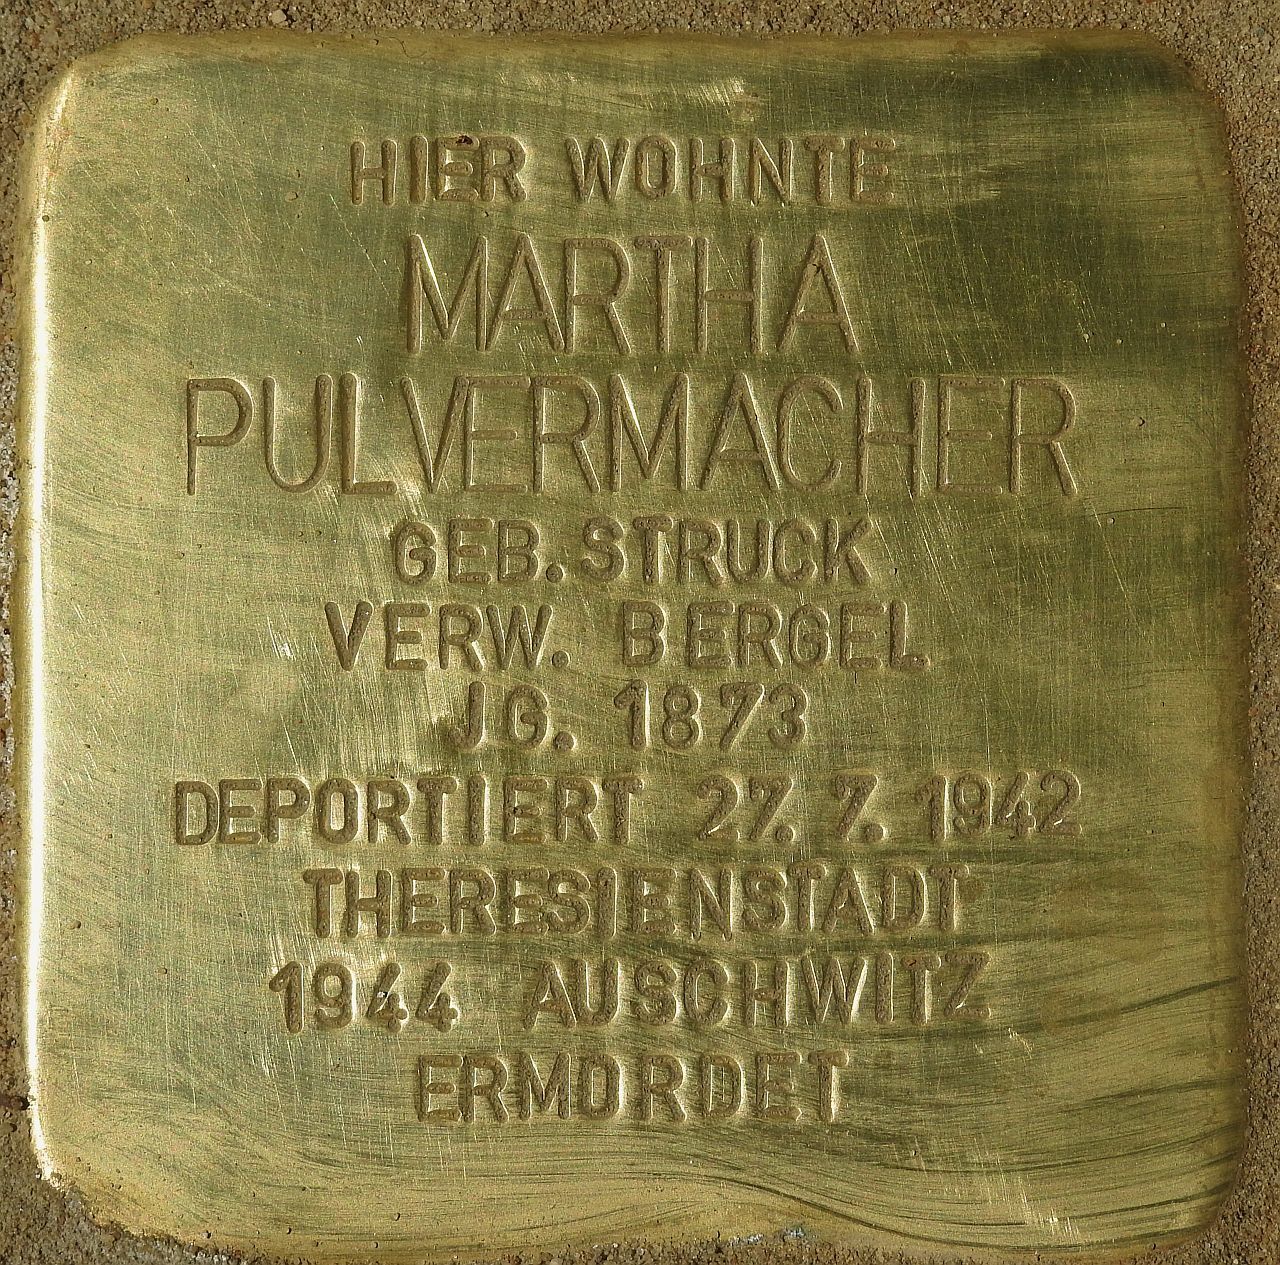 HIER WOHNTE
MARTHA
PULVERMACHER
GEB. STRUCK
VERW. BERGEL
JG. 1873
DEPORTIERT 27. 7. 1942
THERESIENSTADT
1944 AUSCHWITZ
ERMORDET